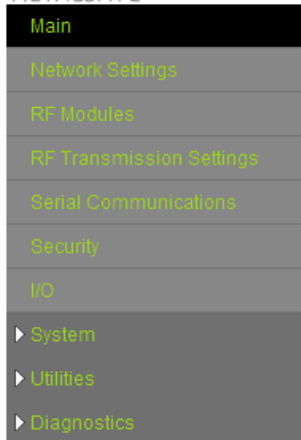 Main
Network Settings
RF Modules
RF Transmission Settings
Serial Communications
Security
I/O
System
Utilities
Diagnostics